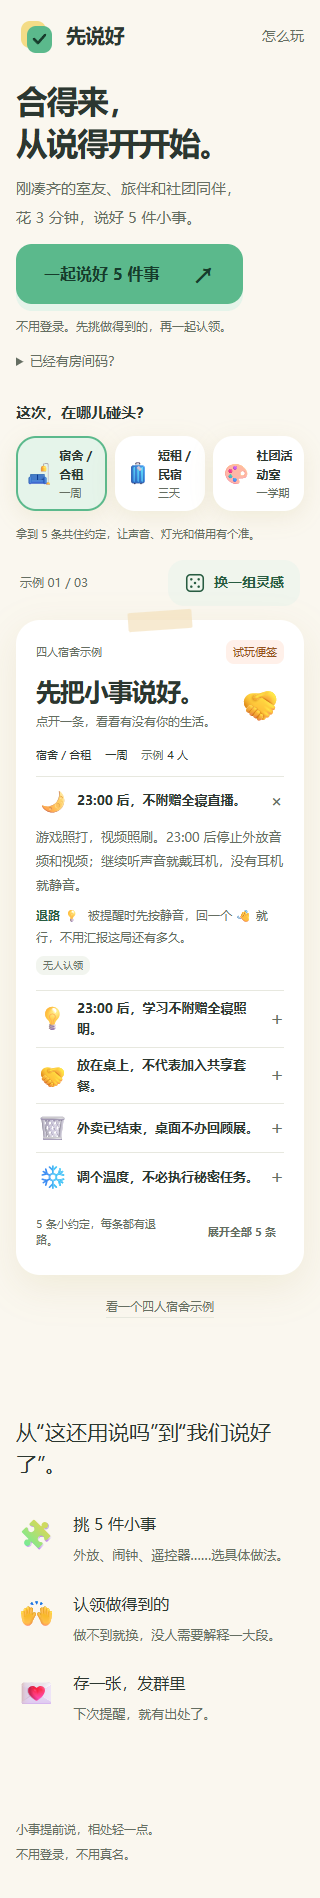 先说好
怎么玩
合得来，
从说得开开始。
刚凑齐的室友、旅伴和社团同伴，
花 3 分钟，说好 5 件小事。
一起说好 5 件事
不用登录。先挑做得到的，再一起认领。
已经有房间码？
这次，在哪儿碰头？
宿舍 /
合租
一周
短租 /
民宿
三天
社团活
动室
一学期
拿到 5 条共住约定，让声音、灯光和借用有个准。
示例 01 / 03
换一组灵感
四人宿舍示例
试玩便签
先把小事说好。
点开一条，看看有没有你的生活。
宿舍 / 合租 一周 示例 4 人
23:00 后，不附赠全寝直播。
游戏照打，视频照刷。23:00 后停止外放音
频和视频；继续听声音就戴耳机，没有耳机
就静音。
退路 被提醒时先按静音，回一个 就
行，不用汇报这局还有多久。
无人认领
23:00 后，学习不附赠全寝照
明。
放在桌上，不代表加入共享套
餐。
外卖已结束，桌面不办回顾展。
调个温度，不必执行秘密任务。
5 条小约定，每条都有退
路。
展开全部 5 条
看一个四人宿舍示例
从“这还用说吗”到“我们说好
了”。
挑 5 件小事
外放、闹钟、遥控器……选具体做法。
认领做得到的
做不到就换，没人需要解释一大段。
存一张，发群里
下次提醒，就有出处了。
小事提前说，相处轻一点。
不用登录，不用真名。